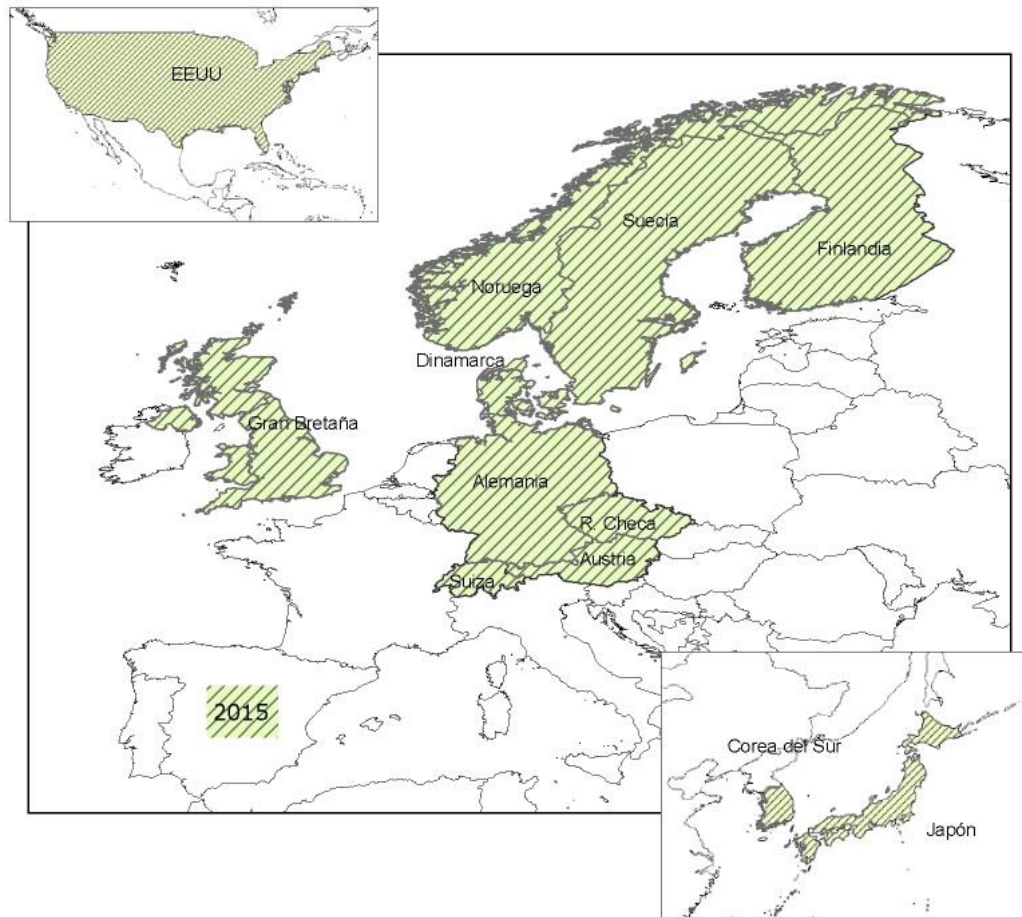 EEUU
Suecia
Finlandia
Noruega
Dinamarca
Gran Bretaña
Alemania
R. Checa
Austria
Suiza
2015
Corea del Sur
Japón